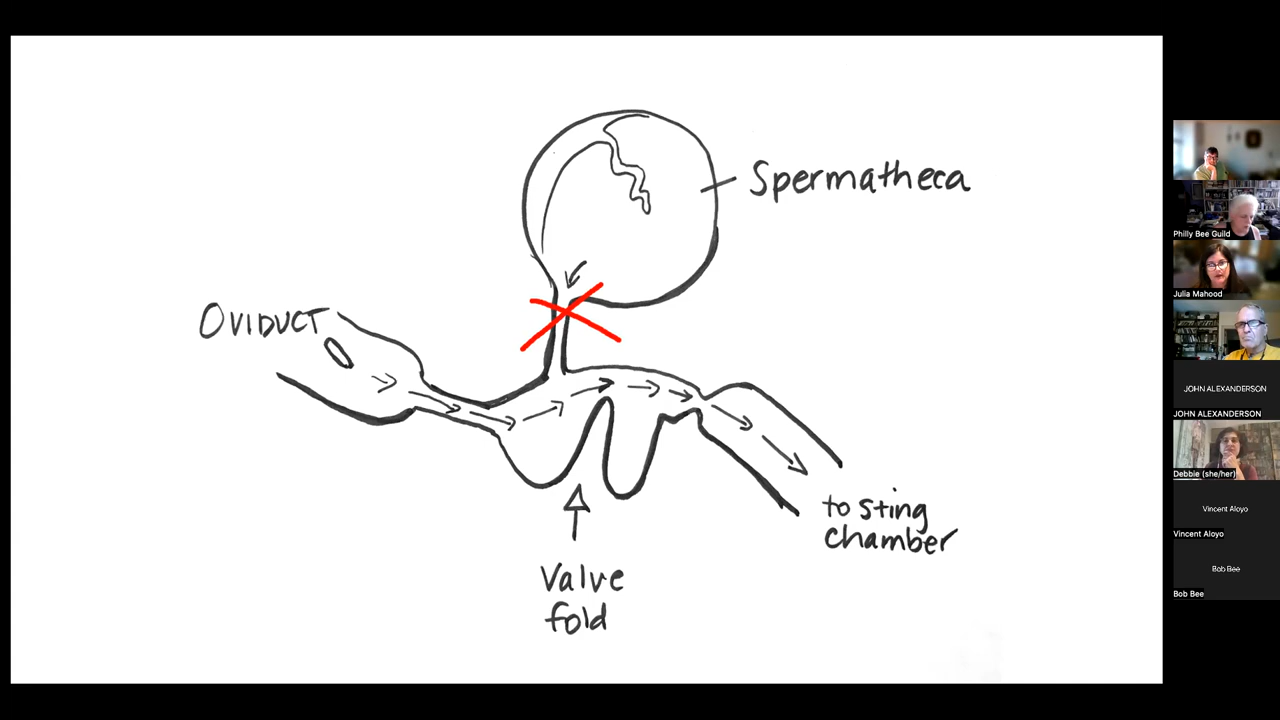 Spermatheca
OVIDUCT
to sting
chamber
Valve
fold
Philly Bee Guild
Julia Mahood
JOHN ALEXANDERSON
JOHN ALEXANDERSON
Debbie (she/her)
Vincent Aloyo
Vincent Aloyo
Bob Bee
Bob Bee